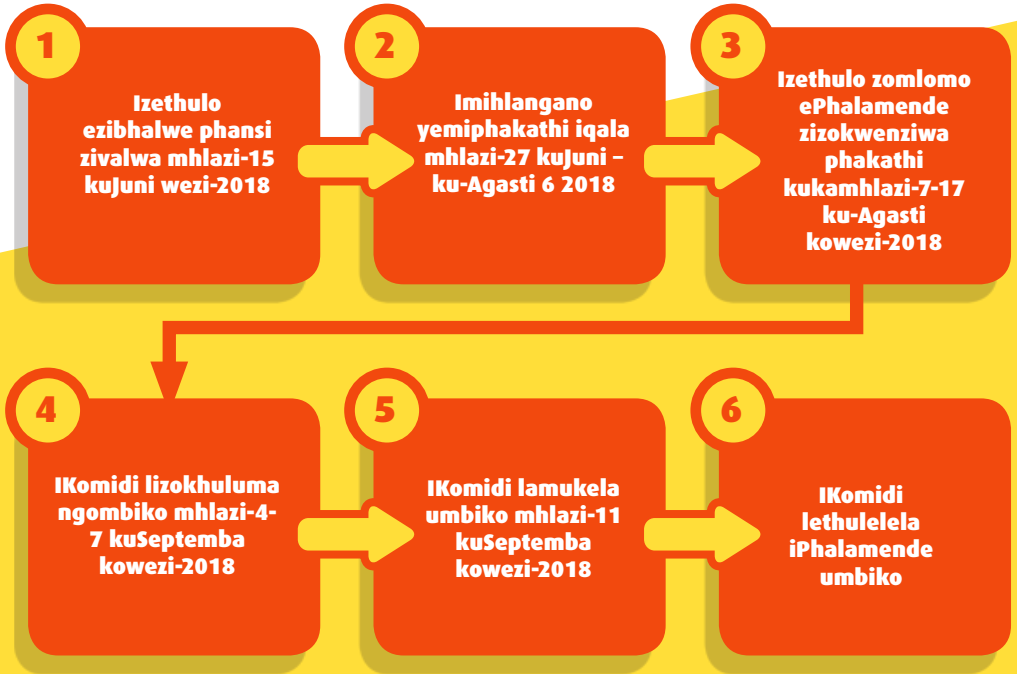 1
Izethulo
ezibhalwe phansi
zivalwa mhlazi-15
kuJuni wezi-2018
2
Imihlangano
yemiphakathi iqala
mhlazi-27 kuJuni –
ku-Agasti 6 2018
3
Izethulo zomlomo
ePhalamende
zizokwenziwa
phakathi
kukamhlazi-7-17
ku-Agasti
kowezi-2018
4
IKomidi lizokhuluma
ngombiko mhlazi-4-
7 kuSeptemba
kowezi-2018
5
IKomidi lamukela
umbiko mhlazi-11
kuSeptemba
kowezi-2018
6
IKomidi
lethulelela
iPhalamende
umbiko